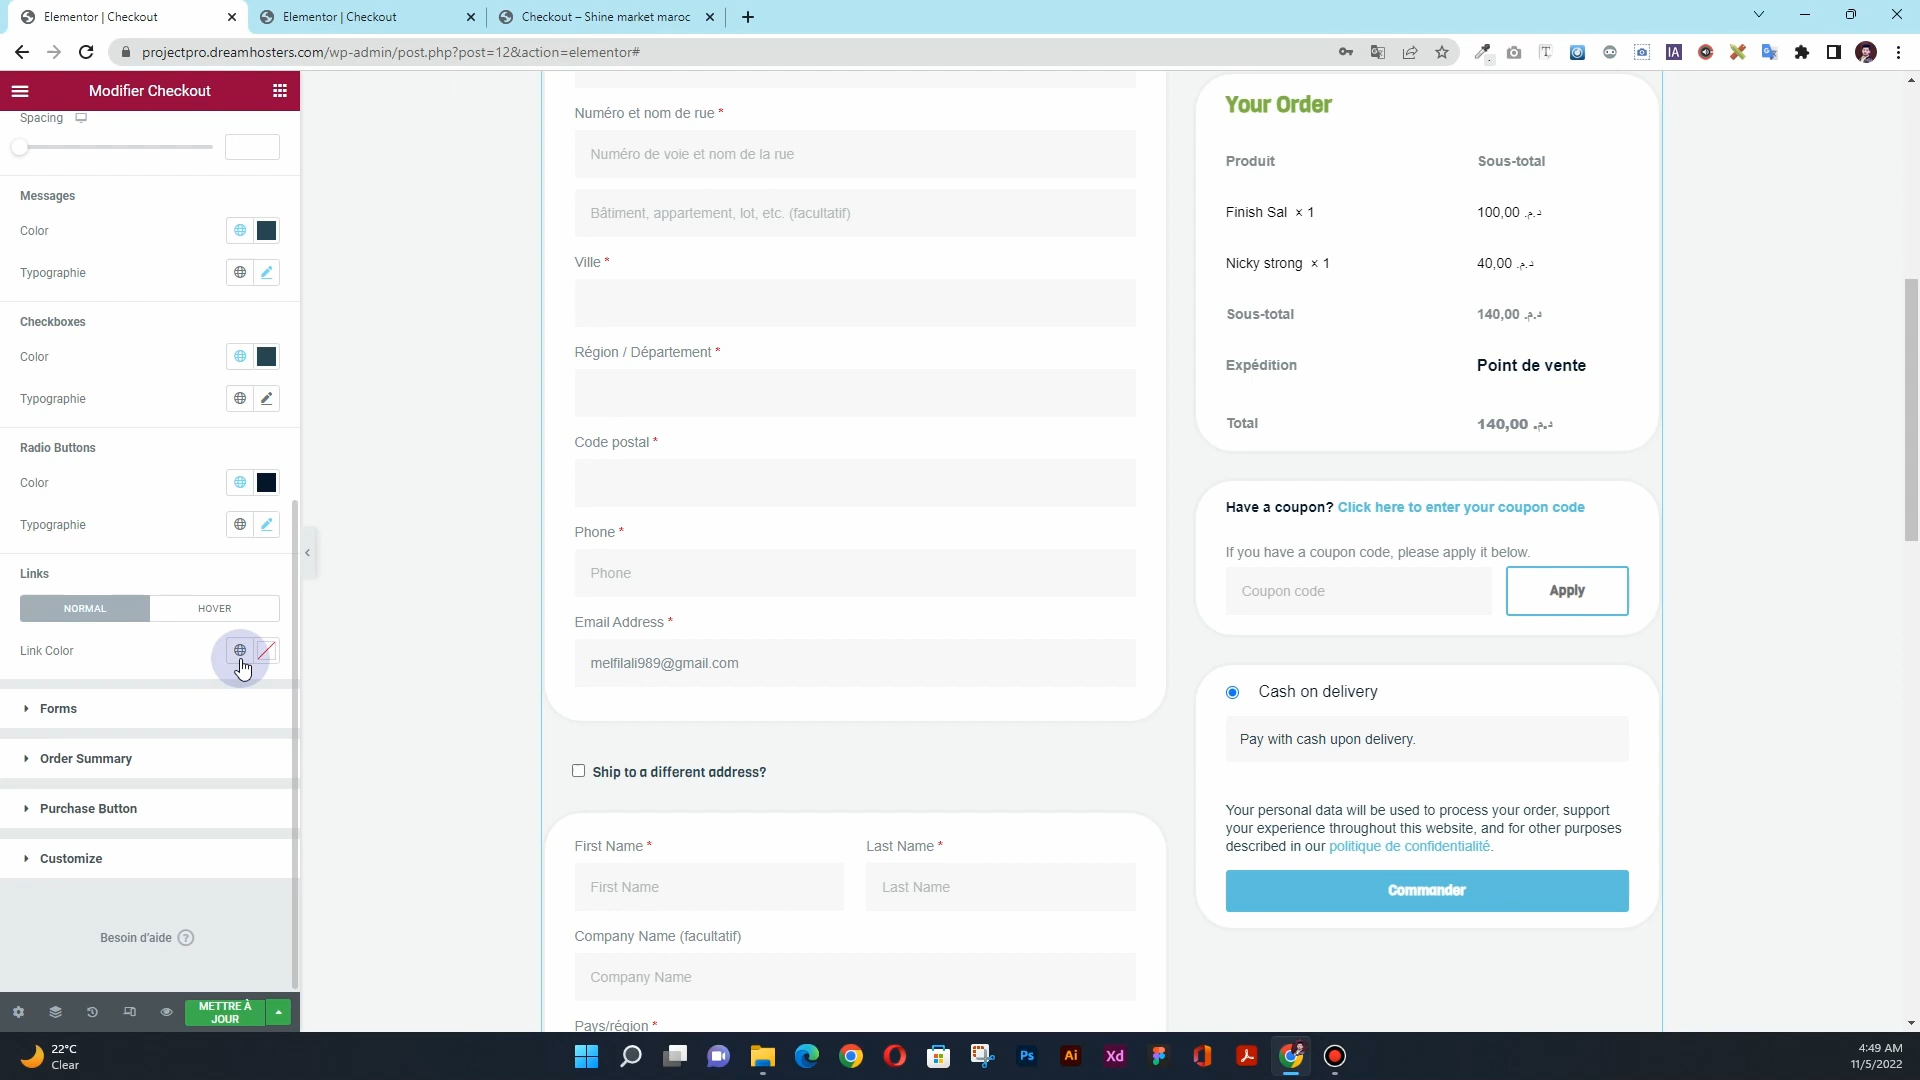 Elementor | Checkout
Elementor | Checkout
Checkout – Shine market maroc
projectpro.dreamhosters.com/wp-admin/post.php?post=12&action=elementor#
Modifier Checkout
Spacing
Messages
Color
Typographie
Checkboxes
Color
Typographie
Radio Buttons
Color
Typographie
Links
NORMAL
HOVER
Link Color
Forms
Order Summary
Purchase Button
Customize
Besoin d'aide ?
METTRE À
JOUR
Numéro et nom de rue *
Numéro de voie et nom de la rue
Bâtiment, appartement, lot, etc. (facultatif)
Ville *
Région / Département *
Code postal *
Phone *
Phone
Email Address *
melfilali989@gmail.com
Ship to a different address?
First Name *
Last Name *
First Name
Last Name
Company Name (facultatif)
Company Name
Pays/région *
Your Order
Produit
Sous-total
Finish Sal × 1
100,00 د.م.
Nicky strong × 1
40,00 د.م.
Sous-total
140,00 د.م.
Expédition
Point de vente
Total
140,00 د.م.
Have a coupon? Click here to enter your coupon code
If you have a coupon code, please apply it below.
Coupon code
Apply
Cash on delivery
Pay with cash upon delivery.
Your personal data will be used to process your order, support
your experience throughout this website, and for other purposes
described in our politique de confidentialité.
Commander
22°C
Clear
Ps
Ai
Xd
4:49 AM
11/5/2022